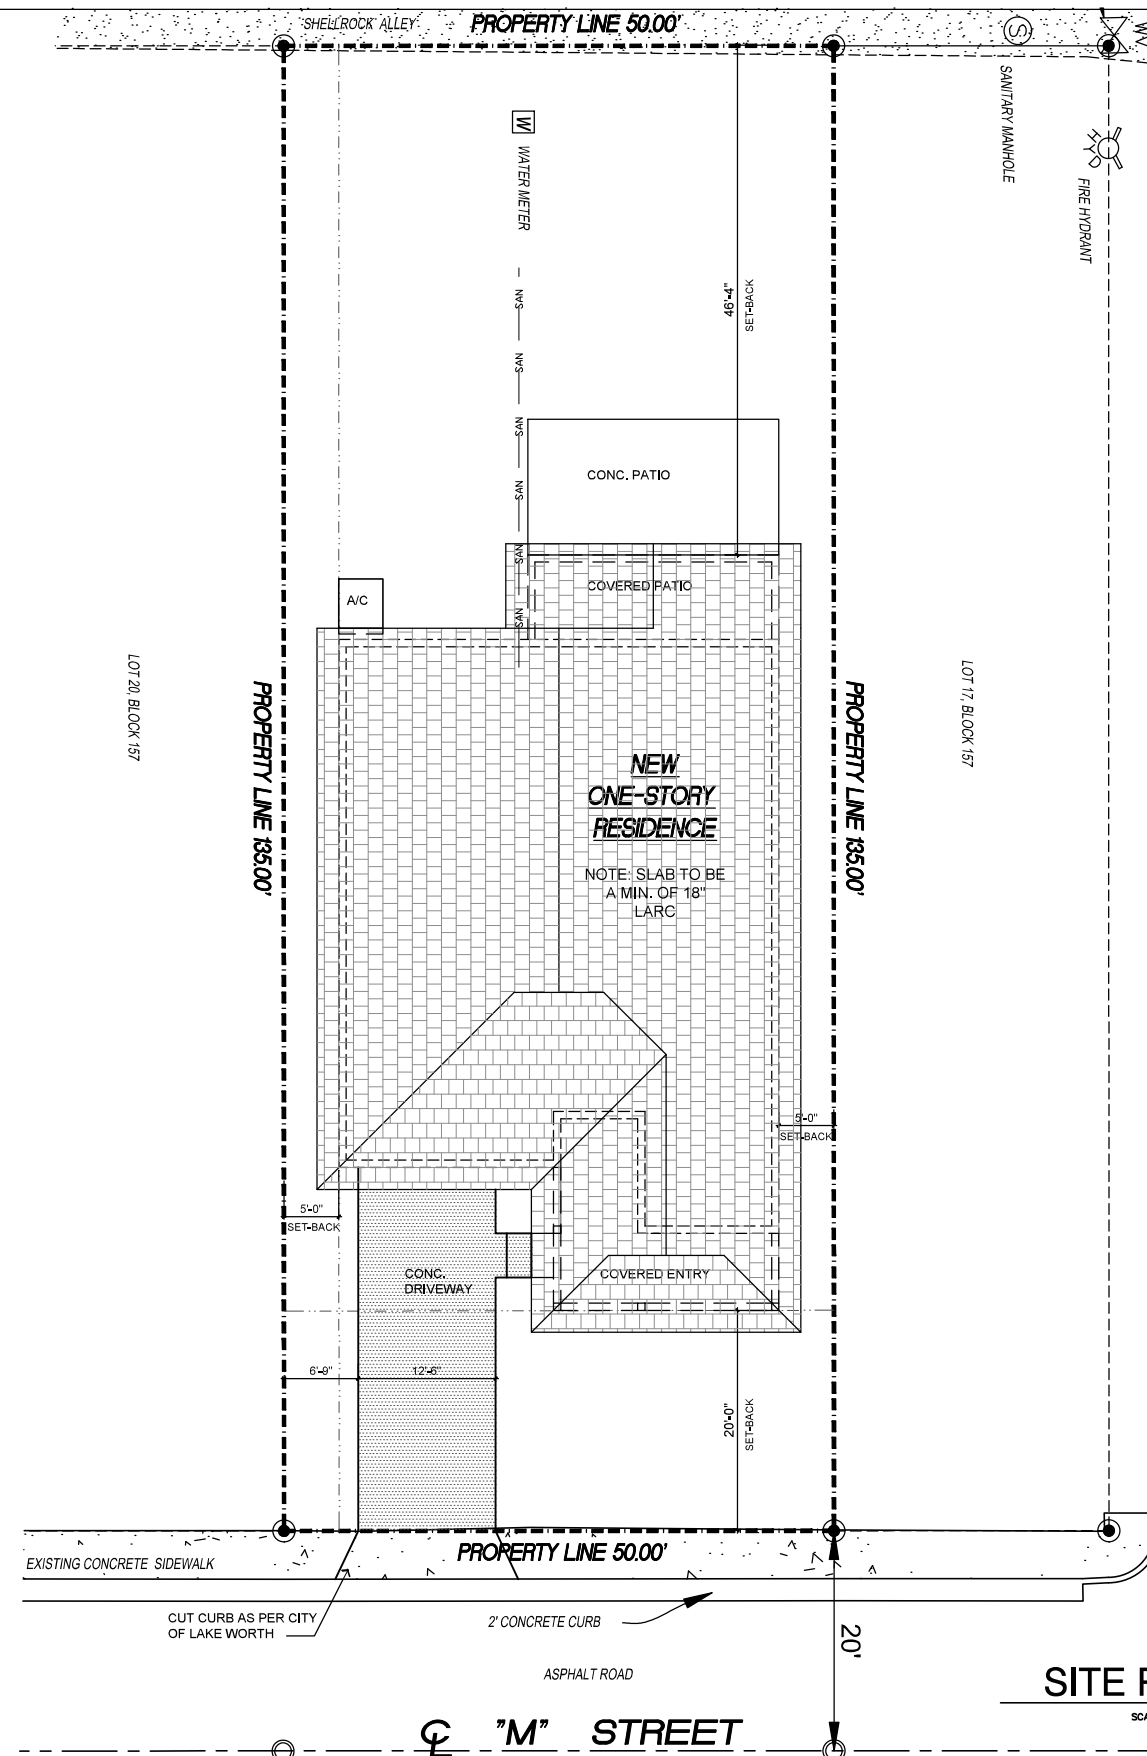 SHELLROCK ALLEY
PROPERTY LINE 50.00'
S
W
SANITARY MANHOLE
HYD
FIRE HYDRANT
W
WATER METER
SAN
SAN
SAN
SAN
SAN
SAN
46'-4"
SET-BACK
CONC. PATIO
COVERED PATIO
A/C
LOT 20, BLOCK 157
PROPERTY LINE 135.00'
NEW
ONE-STORY
RESIDENCE
NOTE: SLAB TO BE
A MIN. OF 18"
LARC
PROPERTY LINE 135.00'
LOT 17, BLOCK 157
5'-0"
SET-BACK
5'-0"
SET-BACK
CONC.
DRIVEWAY
COVERED ENTRY
6'-9"
12'-6"
20'-0"
SET-BACK
PROPERTY LINE 50.00'
EXISTING CONCRETE SIDEWALK
CUT CURB AS PER CITY
OF LAKE WORTH
2' CONCRETE CURB
20'
ASPHALT ROAD
SITE
SCA
CL "M" STREET